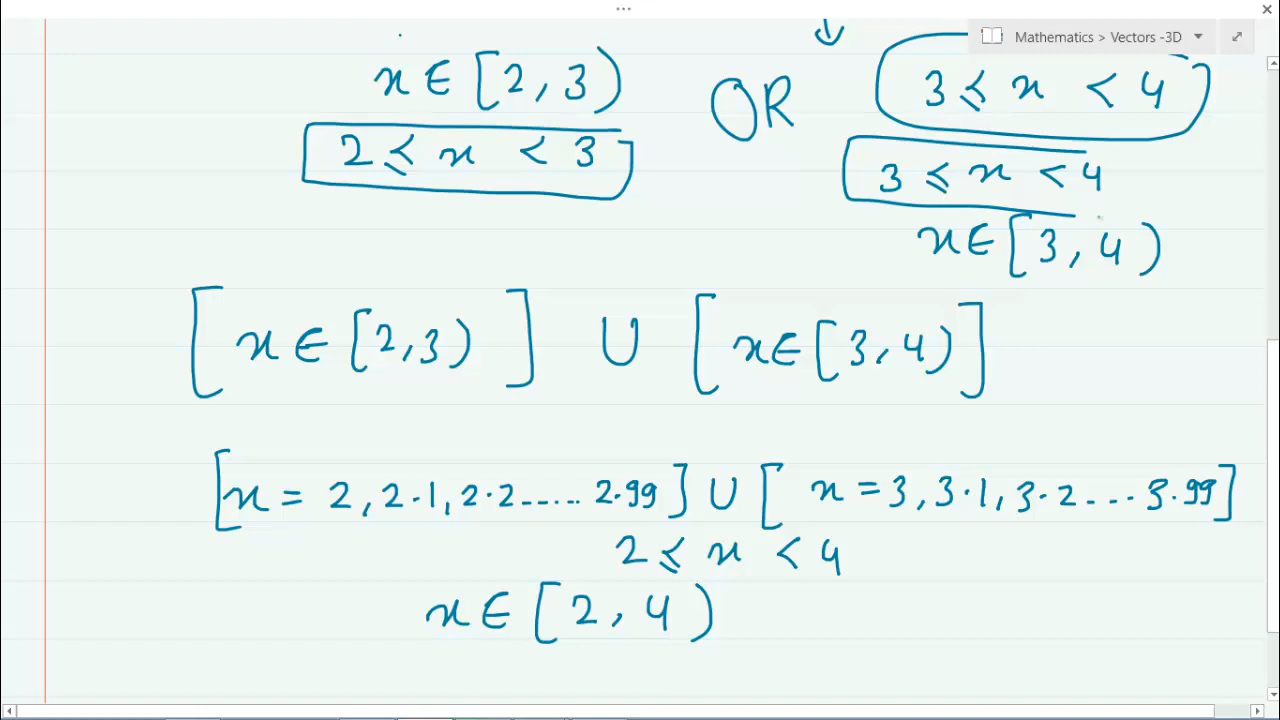 Mathematics > Vectors -3D
x ∈ [2, 3) OR 3 ⩽ x < 4
2 ⩽ x < 3
3 ⩽ x < 4
x ∈ [3, 4)
[x ∈ [2,3)] ∪ [x ∈ [3,4)]
[x = 2, 2.1, 2.2 ..... 2.99] ∪ [x = 3, 3.1, 3.2 ... 3.99]
2 ⩽ x < 4
x ∈ [2, 4)